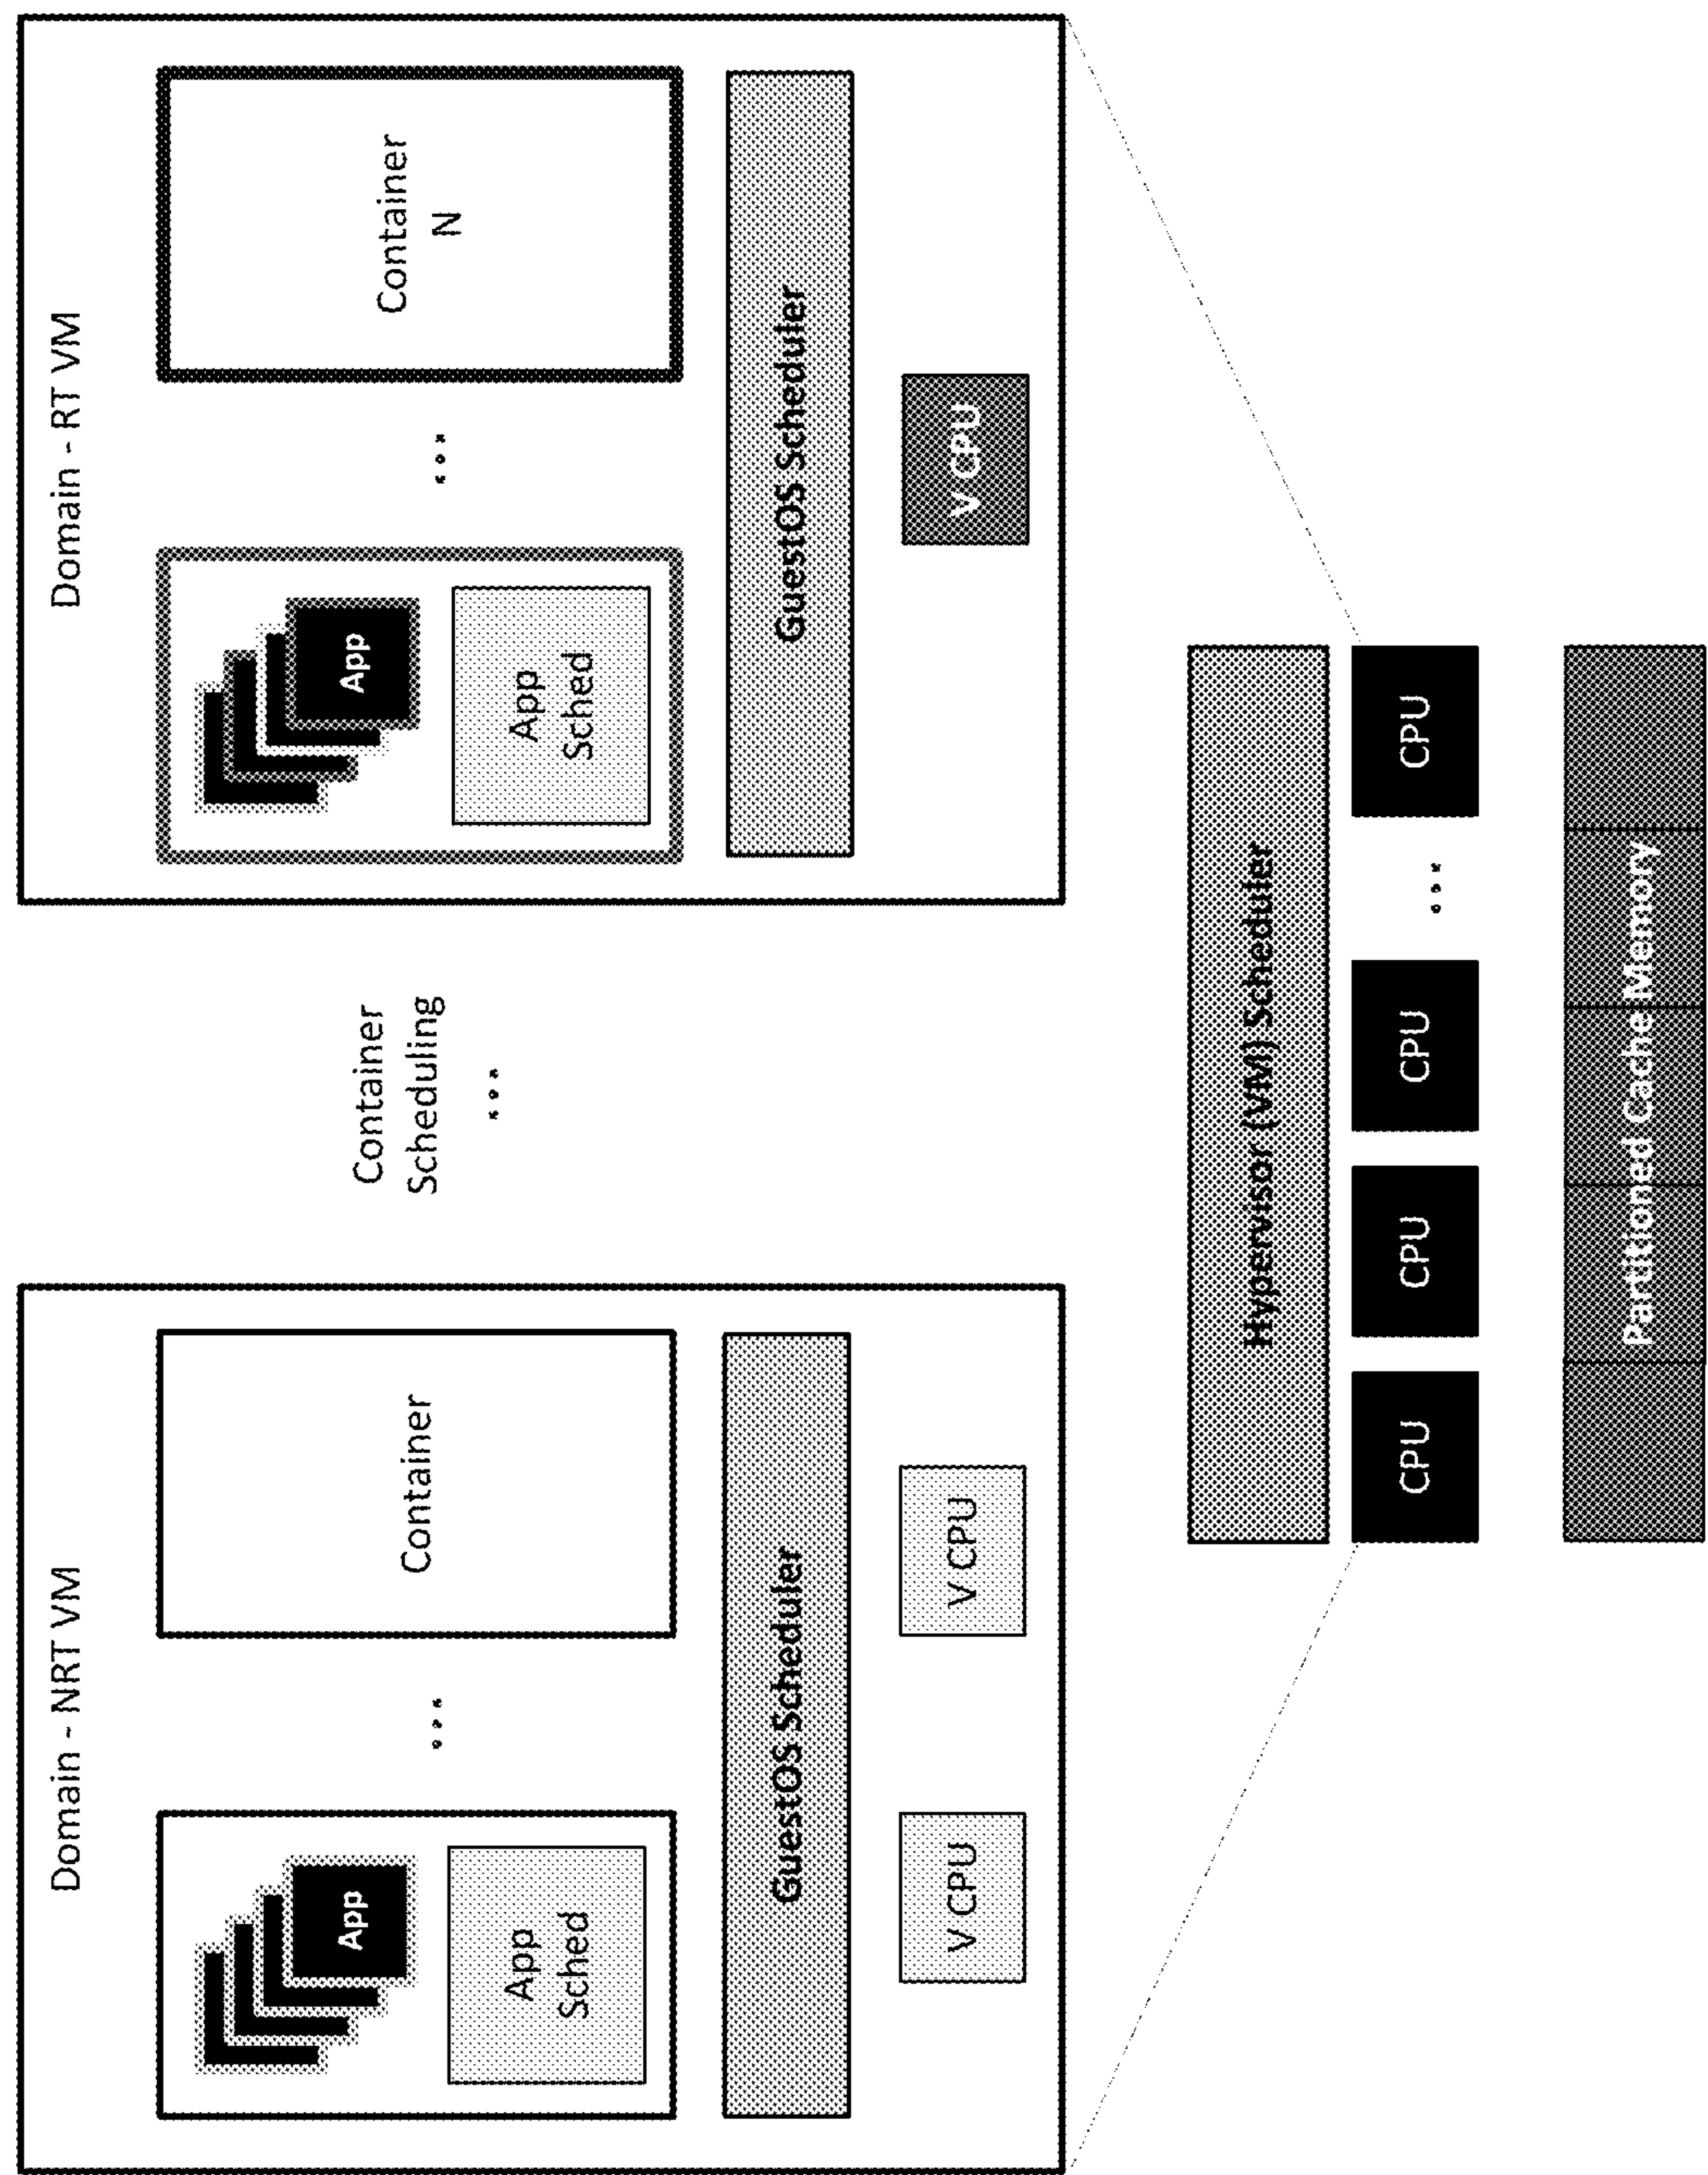 Domain - NRT VM
App
App
Sched
...
Container
GuestOS Scheduler
V CPU
V CPU
Container
Scheduling
...
Domain - RT VM
App
App
Sched
...
Container
N
GuestOS Scheduler
V CPU
Hypervisor (VM) Scheduler
CPU
CPU
CPU
...
CPU
Partitioned Cache Memory